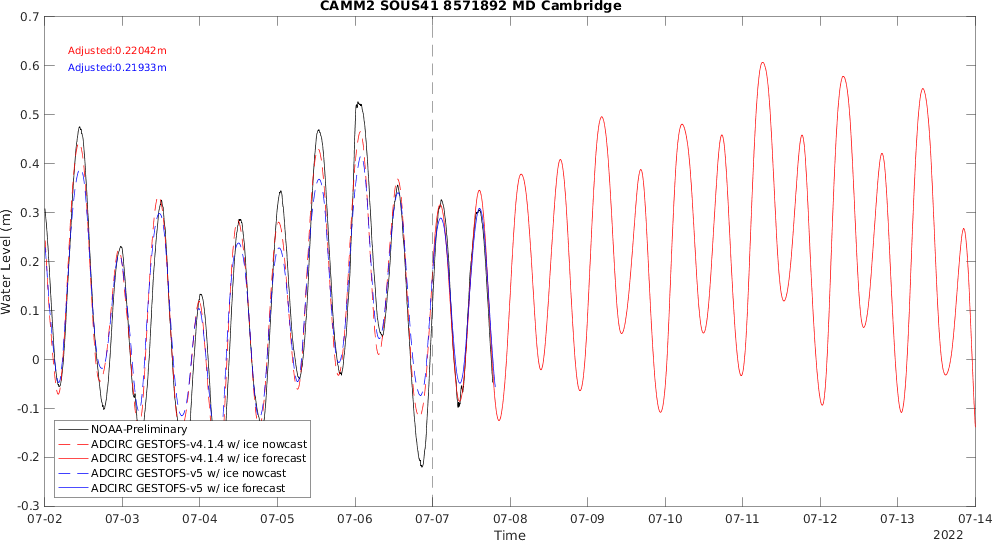 CAMM2 SOUS41 8571892 MD Cambridge
0.7
0.6
0.5
0.4
0.3
0.2
0.1
0
-0.1
-0.2
-0.3
Water Level (m)
Adjusted:0.22042m
Adjusted:0.21933m
NOAA-Preliminary
ADCIRC GESTOFS-v4.1.4 w/ ice nowcast
ADCIRC GESTOFS-v4.1.4 w/ ice forecast
ADCIRC GESTOFS-v5 w/ ice nowcast
ADCIRC GESTOFS-v5 w/ ice forecast
07-02 07-03 07-04 07-05 07-06 07-07 07-08 07-09 07-10 07-11 07-12 07-13 07-14
Time
2022